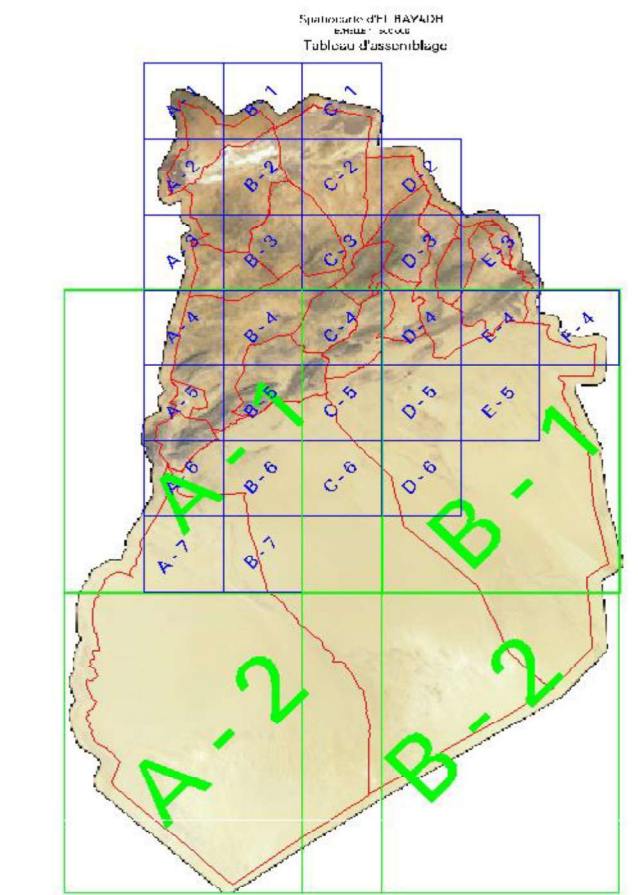 Spatiocarte d'EL BAYADH
Tableau d'assemblage
A-1 B-1 C-1
A-2 B-2 C-2 D-2
A-3 B-3 C-3 D-3 E-3
A-4 B-4 C-4 D-4 E-4 F-4
A-5 B-5 C-5 D-5 E-5
A-1 B-1
A-6 B-6 C-6 D-6
A-7 B-7
A-2 B-2